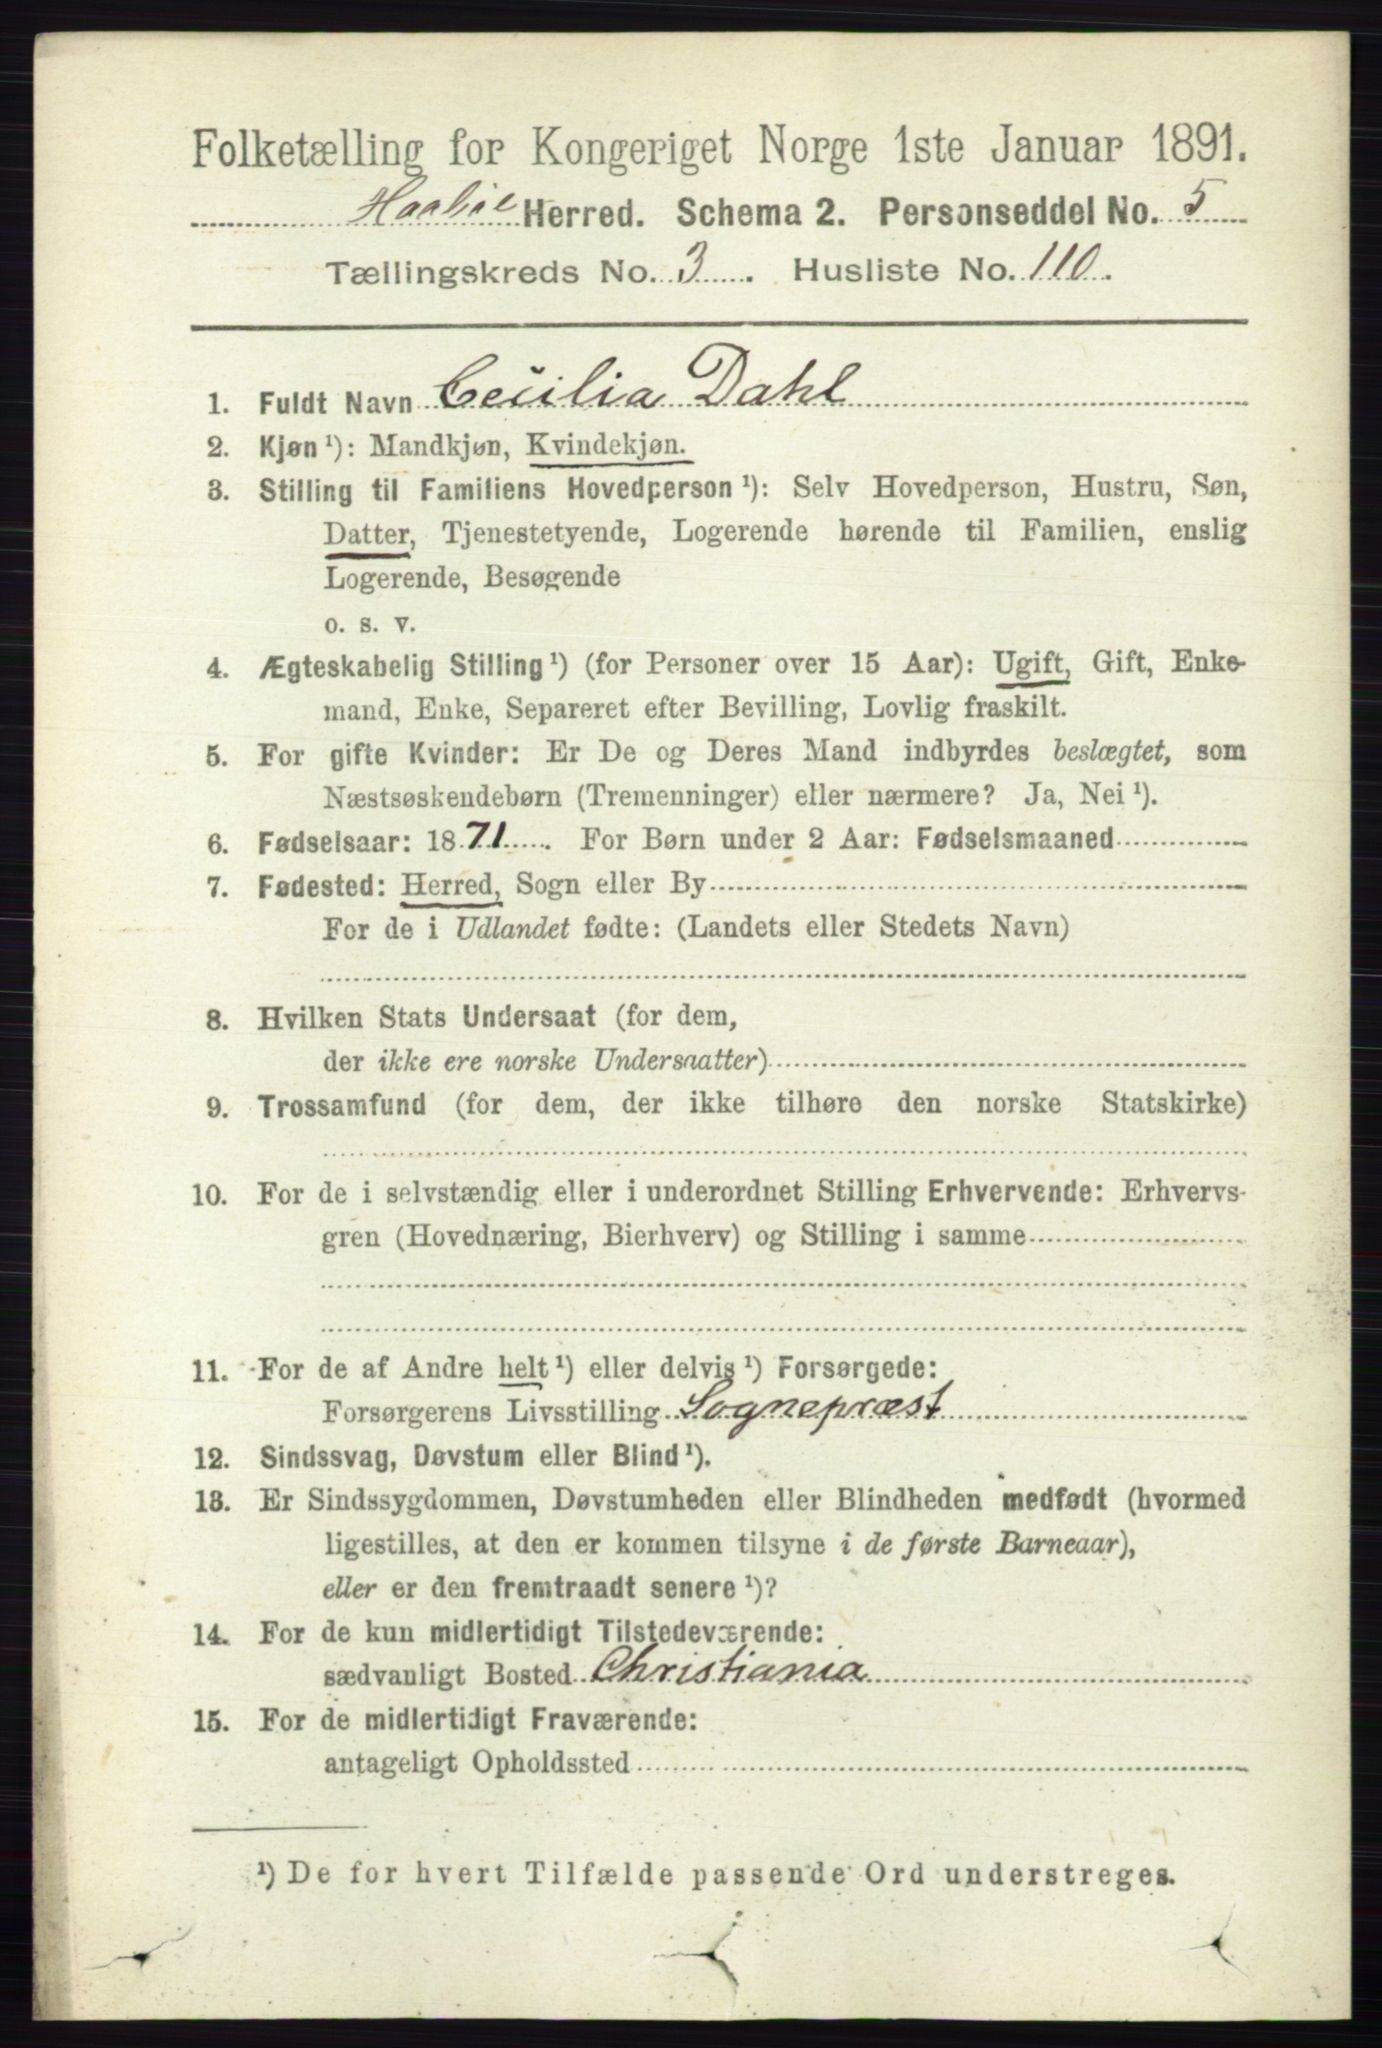 Folketælling for Kongeriget Norge 1ste Januar 1891.
Haabøl Herred. Schema 2. Personseddel No. 5
Tællingskreds No. 3. Husliste No. 110.
1. Fuldt Navn Cecilia Dahl
2. Kjøn ¹): Mandkjøn, Kvindekjøn.
3. Stilling til Familiens Hovedperson ¹): Selv Hovedperson, Hustru, Søn,
Datter, Tjenestetyende, Logerende hørende til Familien, enslig
Logerende, Besøgende
o. s. v.
4. Ægteskabelig Stilling ¹) (for Personer over 15 Aar): Ugift, Gift, Enke-
mand, Enke, Separeret efter Bevilling, Lovlig fraskilt.
5. For gifte Kvinder: Er De og Deres Mand indbyrdes beslægtet, som
Næstsøskendebørn (Tremenninger) eller nærmere? Ja, Nei ¹).
6. Fødselsaar: 1871. For Børn under 2 Aar: Fødselsmaaned
7. Fødested: Herred, Sogn eller By
For de i Udlandet fødte: (Landets eller Stedets Navn)
8. Hvilken Stats Undersaat (for dem,
der ikke ere norske Undersaatter)
9. Trossamfund (for dem, der ikke tilhøre den norske Statskirke)
10. For de i selvstændig eller i underordnet Stilling Erhvervende: Erhvervs-
gren (Hovednæring, Bierhverv) og Stilling i samme
11. For de af Andre helt ¹) eller delvis ¹) Forsørgede:
Forsørgerens Livsstilling Sognepræst
12. Sindssvag, Døvstum eller Blind ¹).
13. Er Sindssygdommen, Døvstumheden eller Blindheden medfødt (hvormed
ligestilles, at den er kommen tilsyne i de første Barneaar),
eller er den fremtraadt senere ¹)?
14. For de kun midlertidigt Tilstedeværende:
sædvanligt Bosted Christiania
15. For de midlertidigt Fraværende:
antageligt Opholdssted
¹) De for hvert Tilfælde passende Ord understreges.